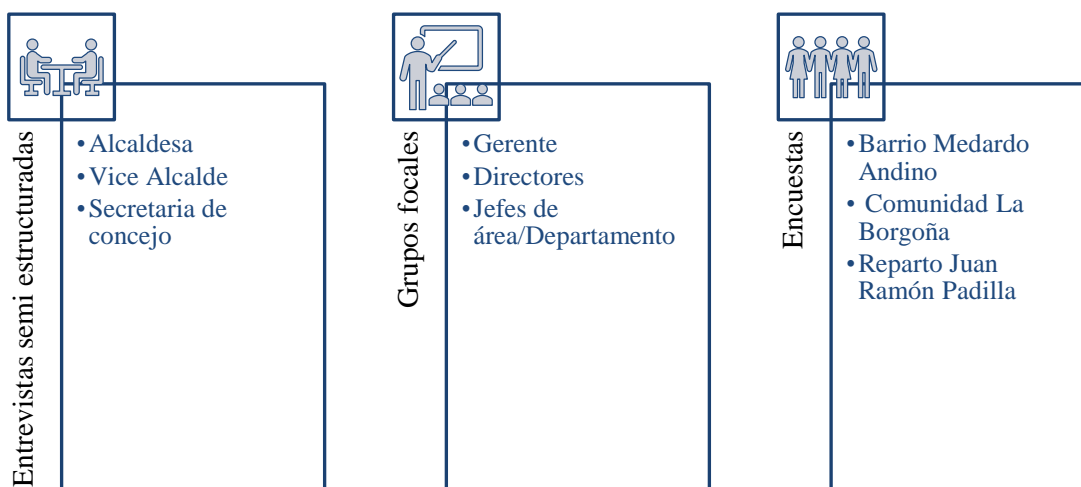 Entrevistas semi estructuradas
•Alcaldesa
•Vice Alcalde
•Secretaria de
concejo
Grupos focales
•Gerente
•Directores
•Jefes de
área/Departamento
Encuestas
•Barrio Medardo
Andino
• Comunidad La
Borgoña
•Reparto Juan
Ramón Padilla